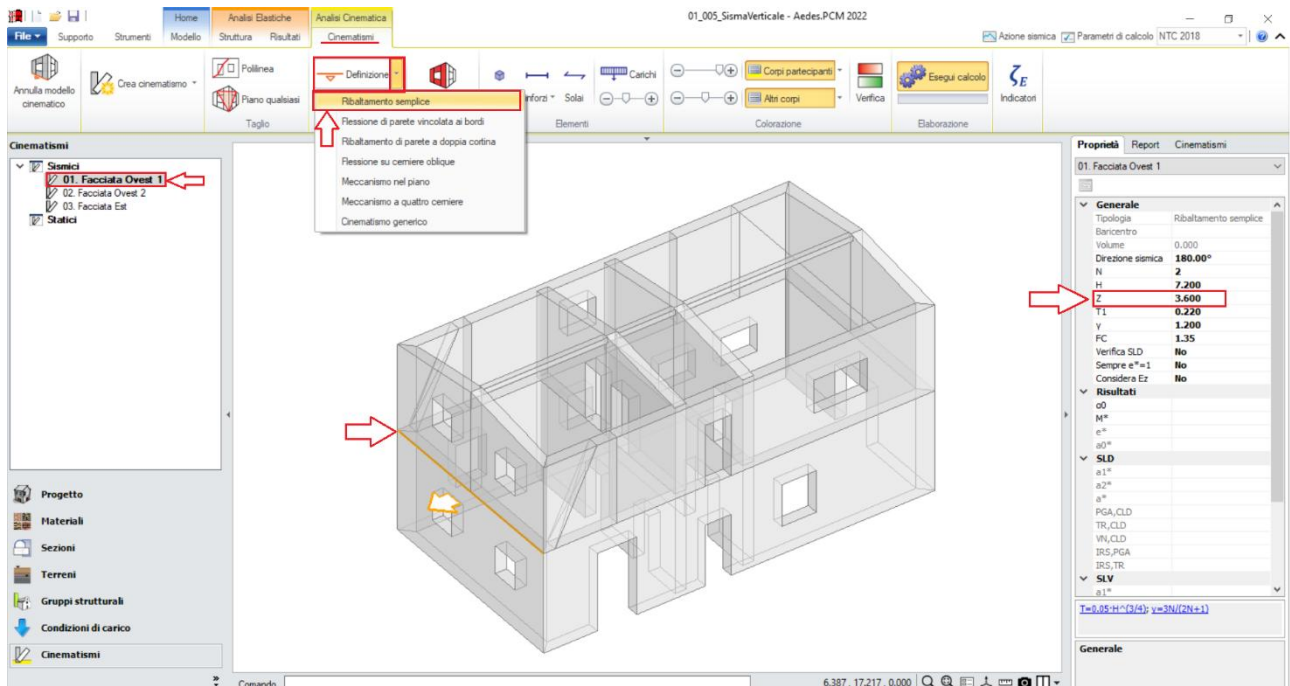 01_005_SismaVerticale - Aedes.PCM 2022
Home
Analisi Elastiche
Analisi Cinematica
File
Supporto
Strumenti
Modello
Struttura
Risultati
Cinematismi
Azione sismica
Parametri di calcolo
NTC 2018
Annulla modello
cinematico
Crea cinematismo
Polilinea
Piano qualsiasi
Taglio
Definizione
Ribaltamento semplice
Flessione di parete vincolata ai bordi
Ribaltamento di parete a doppia cortina
Flessione su cerniere oblique
Meccanismo nel piano
Meccanismo a quattro cerniere
Cinematismo generico
Solai
Carichi
Elementi
Corpi partecipanti
Altri corpi
Verifica
Colorazione
Esegui calcolo
Elaborazione
ζE
Indicatori
Cinematismi
Sismici
01. Facciata Ovest 1
02. Facciata Ovest 2
03. Facciata Est
Statici
Progetto
Materiali
Sezioni
Terreni
Gruppi strutturali
Condizioni di carico
Cinematismi
»
Comando
6.387 , 17.217 , 0.000
Proprietà Report Cinematismi
01. Facciata Ovest 1
Generale
Tipologia Ribaltamento semplice
Baricentro
Volume 0.000
Direzione sismica 180.00°
N 2
H 7.200
Z 3.600
T1 0.220
γ 1.200
FC 1.35
Verifica SLD No
Sempre e*=1 No
Considera Ez No
Risultati
α0
M*
e*
a0*
SLD
a1*
a2*
a*
PGA,CLD
TR,CLD
VN,CLD
IRS,PGA
IRS,TR
SLV
a1*
T=0.05·H^(3/4); γ=3N/(2N+1)
Generale